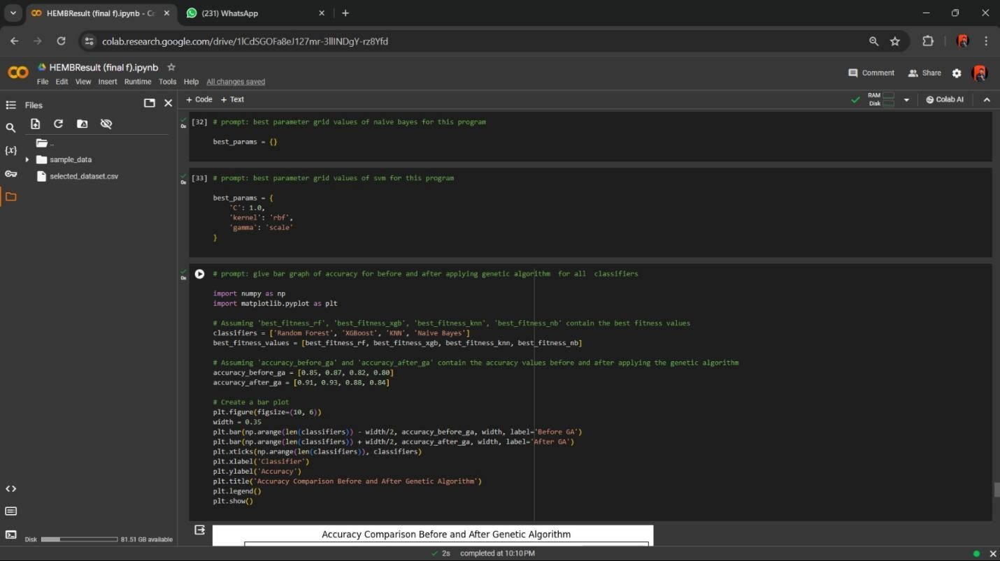 HEMBResult (final f).ipynb - Co
(231) WhatsApp
colab.research.google.com/drive/1lCdSGOFa8eJ127mr-3llINDgY-rz8Yfd
HEMBResult (final f).ipynb
File Edit View Insert Runtime Tools Help All changes saved
Comment
Share
Files
+ Code + Text
RAM
Disk
Colab AI
..
sample_data
selected_dataset.csv
{x}
0s
[32] # prompt: best parameter grid values of naive bayes for this program
best_params = {}
0s
[33] # prompt: best parameter grid values of svm for this program
best_params = {
'C': 1.0,
'kernel': 'rbf',
'gamma': 'scale'
}
0s
# prompt: give bar graph of accuracy for before and after applying genetic algorithm  for all  classifiers
import numpy as np
import matplotlib.pyplot as plt
# Assuming 'best_fitness_rf', 'best_fitness_xgb', 'best_fitness_knn', 'best_fitness_nb' contain the best fitness values
classifiers = ['Random Forest', 'XGBoost', 'KNN', 'Naive Bayes']
best_fitness_values = [best_fitness_rf, best_fitness_xgb, best_fitness_knn, best_fitness_nb]
# Assuming 'accuracy_before_ga' and 'accuracy_after_ga' contain the accuracy values before and after applying the genetic algorithm
accuracy_before_ga = [0.85, 0.87, 0.82, 0.80]
accuracy_after_ga = [0.91, 0.93, 0.88, 0.84]
# Create a bar plot
plt.figure(figsize=(10, 6))
width = 0.35
plt.bar(np.arange(len(classifiers)) - width/2, accuracy_before_ga, width, label='Before GA')
plt.bar(np.arange(len(classifiers)) + width/2, accuracy_after_ga, width, label='After GA')
plt.xticks(np.arange(len(classifiers)), classifiers)
plt.xlabel('Classifier')
plt.ylabel('Accuracy')
plt.title('Accuracy Comparison Before and After Genetic Algorithm')
plt.legend()
plt.show()
Accuracy Comparison Before and After Genetic Algorithm
Disk
81.51 GB available
2s completed at 10:10 PM